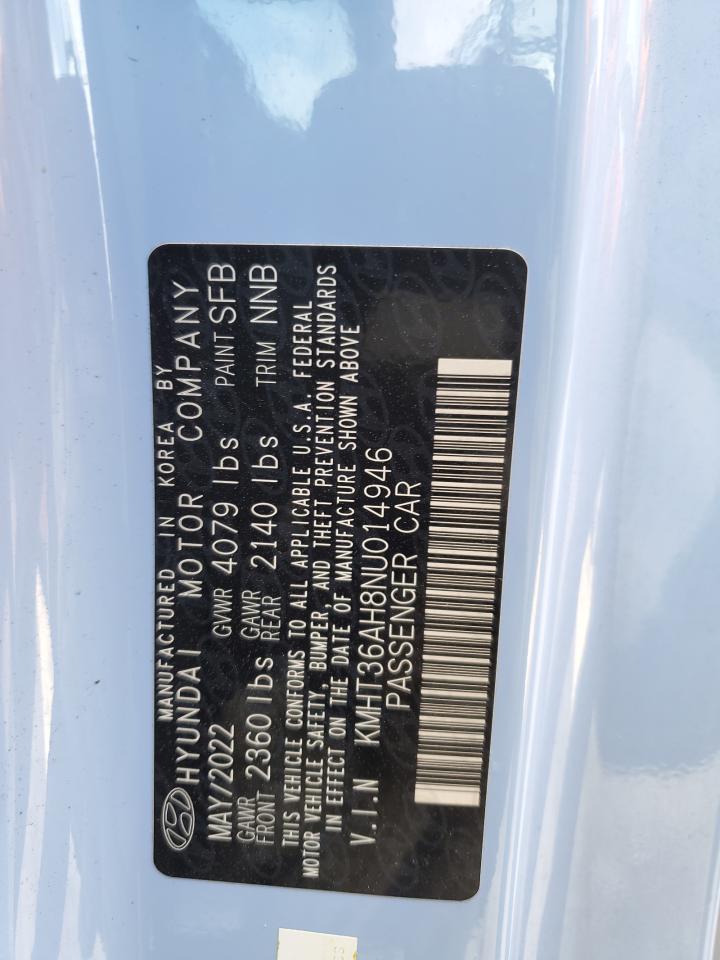 MANUFACTURED IN KOREA BY
HYUNDAI MOTOR COMPANY
MAY/2022 GVWR 4079 lbs PAINT SFB
GAWR FRONT 2360 lbs GAWR REAR 2140 lbs TRIM NNB
THIS VEHICLE CONFORMS TO ALL APPLICABLE U.S.A. FEDERAL
MOTOR VEHICLE SAFETY, BUMPER, AND THEFT PREVENTION STANDARDS
IN EFFECT ON THE DATE OF MANUFACTURE SHOWN ABOVE
V.I.N KMHT36AH8NU014946
PASSENGER CAR